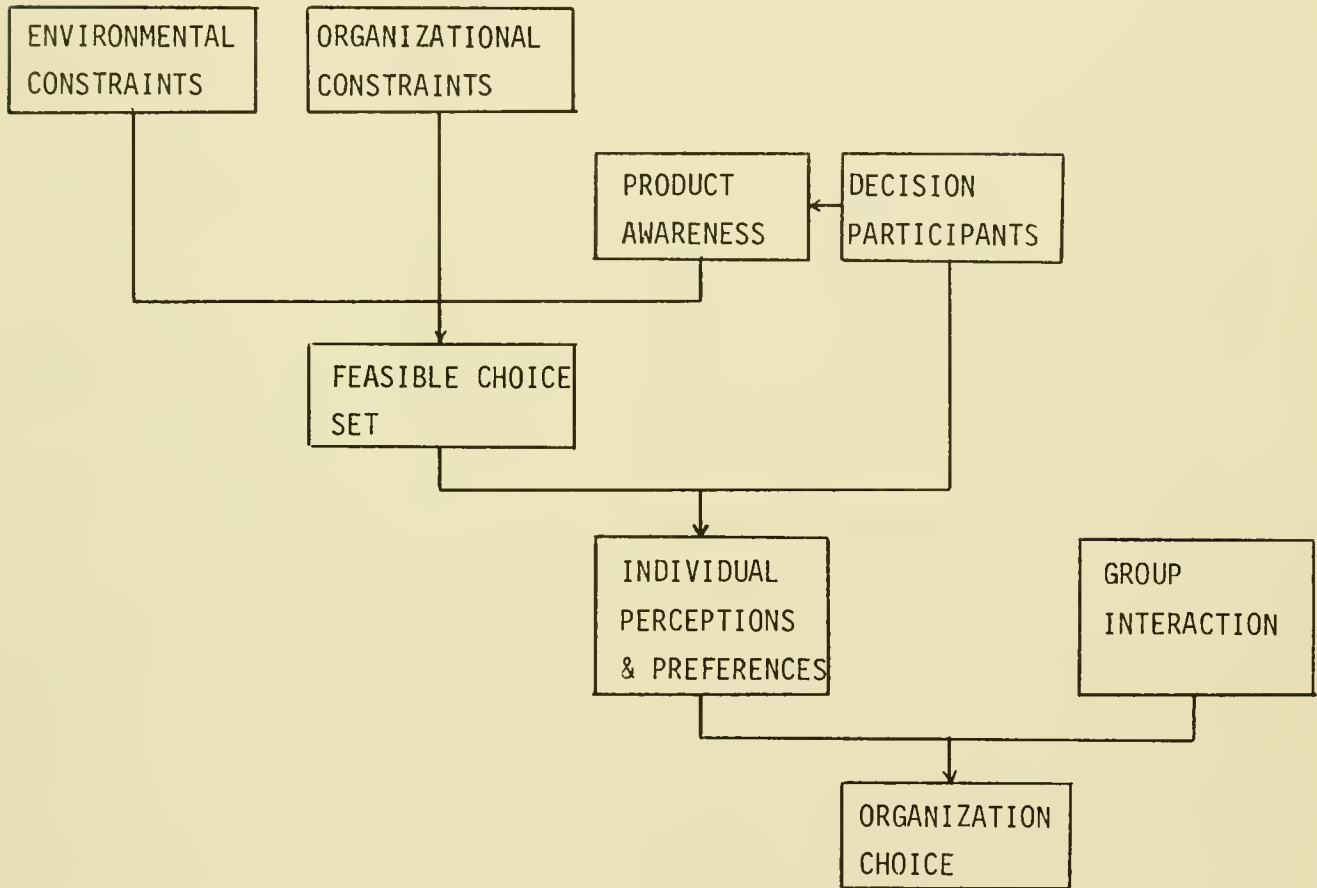 ENVIRONMENTAL
CONSTRAINTS
ORGANIZATIONAL
CONSTRAINTS
PRODUCT
AWARENESS
DECISION
PARTICIPANTS
FEASIBLE CHOICE
SET
INDIVIDUAL
PERCEPTIONS
& PREFERENCES
GROUP
INTERACTION
ORGANIZATION
CHOICE